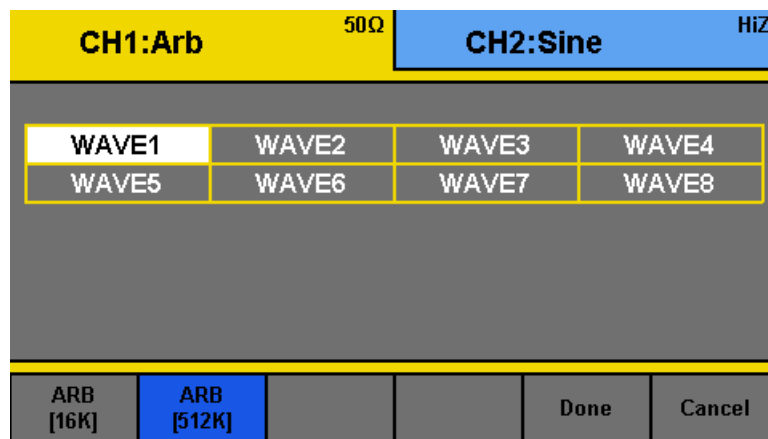 CH1:Arb 50Ω CH2:Sine HiZ
WAVE1 WAVE2 WAVE3 WAVE4
WAVE5 WAVE6 WAVE7 WAVE8
ARB [16K] ARB [512K] Done Cancel